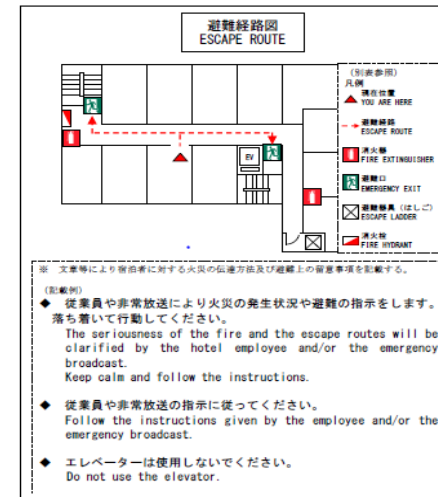 避難経路図
ESCAPE ROUTE
(別表参照)
凡例
現在位置
YOU ARE HERE
避難経路
ESCAPE ROUTE
消火器
FIRE EXTINGUISHER
避難口
EMERGENCY EXIT
避難器具(はしご)
ESCAPE LADDER
消火栓
FIRE HYDRANT
EV
※ 文章等により宿泊者に対する火災の伝達方法及び避難上の留意事項を記載する。
(記載例)
◆ 従業員や非常放送により火災の発生状況や避難の指示をします。
落ち着いて行動してください。
The seriousness of the fire and the escape routes will be
clarified by the hotel employee and/or the emergency
broadcast.
Keep calm and follow the instructions.
◆ 従業員や非常放送の指示に従ってください。
Follow the instructions given by the employee and/or the
emergency broadcast.
◆ エレベーターは使用しないでください。
Do not use the elevator.